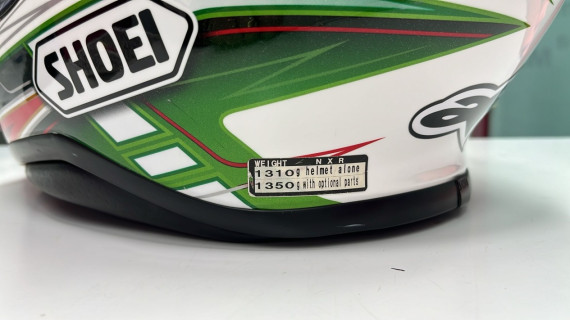 SHOEI
WEIGHT NXR
1310g helmet alone
1350g with optional parts